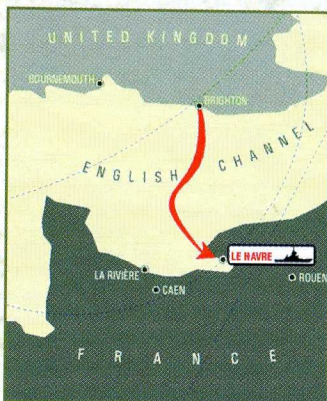 UNITED KINGDOM
BOURNEMOUTH
BRIGHTON
ENGLISH CHANNEL
LE HAVRE
LA RIVIÈRE
ROUEN
CAEN
FRANCE